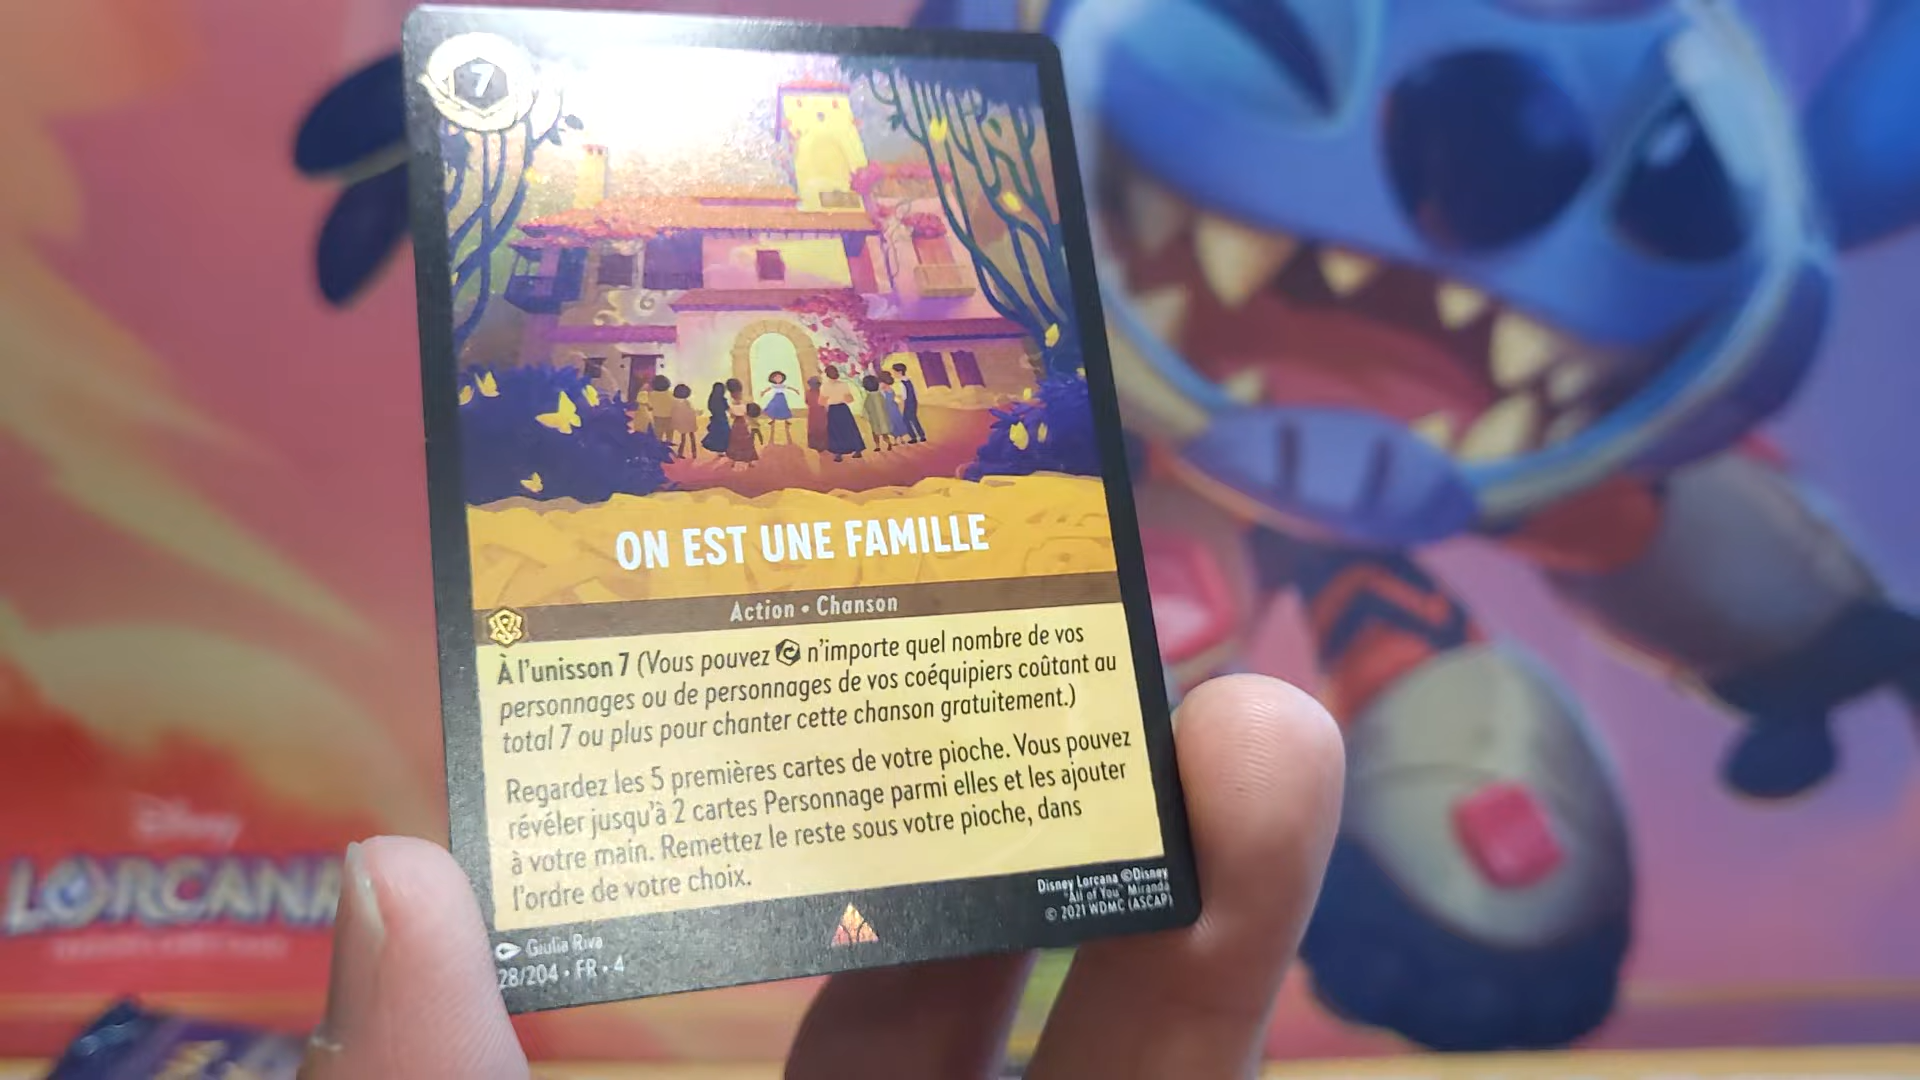 7
ON EST UNE FAMILLE
Action • Chanson
À l'unisson 7 (Vous pouvez n'importe quel nombre de vos
personnages ou de personnages de vos coéquipiers coûtant au
total 7 ou plus pour chanter cette chanson gratuitement.)
Regardez les 5 premières cartes de votre pioche. Vous pouvez
révéler jusqu'à 2 cartes Personnage parmi elles et les ajouter
à votre main. Remettez le reste sous votre pioche, dans
l'ordre de votre choix.
Disney Lorcana ©Disney
"All of You" Miranda
© 2021 WDMC (ASCAP)
Giulia Riva
28/204 • FR • 4
Disney
LORCANA